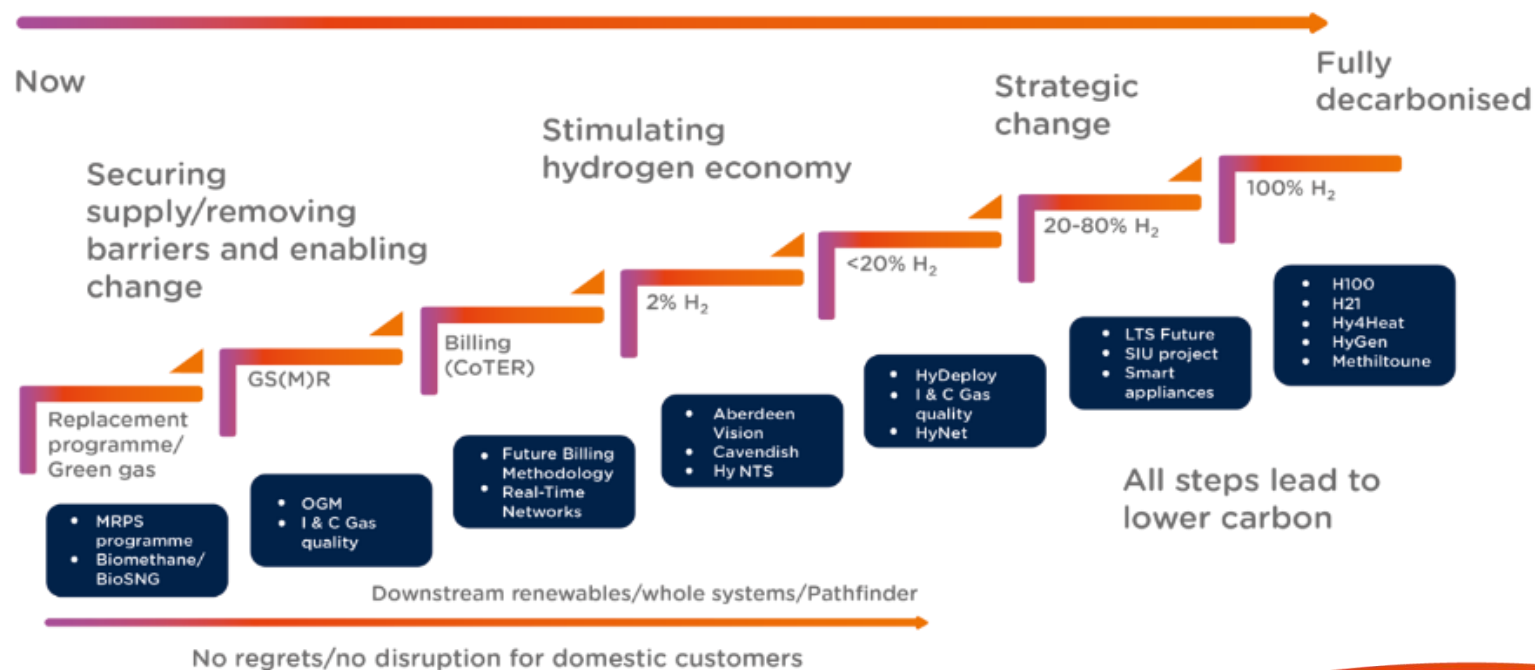 Now
Fully
decarbonised
Strategic
change
Stimulating
hydrogen economy
Securing
supply/removing
barriers and enabling
change
Replacement
programme/
Green gas
GS(M)R
Billing
(CoTER)
2% H₂
<20% H₂
20-80% H₂
100% H₂
• MRPS
programme
• Biomethane/
BioSNG
• OGM
• I & C Gas
quality
• Future Billing
Methodology
• Real-Time
Networks
• Aberdeen
Vision
• Cavendish
• Hy NTS
• HyDeploy
• I & C Gas
quality
• HyNet
• LTS Future
• SIU project
• Smart
appliances
• H100
• H21
• Hy4Heat
• HyGen
• Methiltoune
All steps lead to
lower carbon
Downstream renewables/whole systems/Pathfinder
No regrets/no disruption for domestic customers